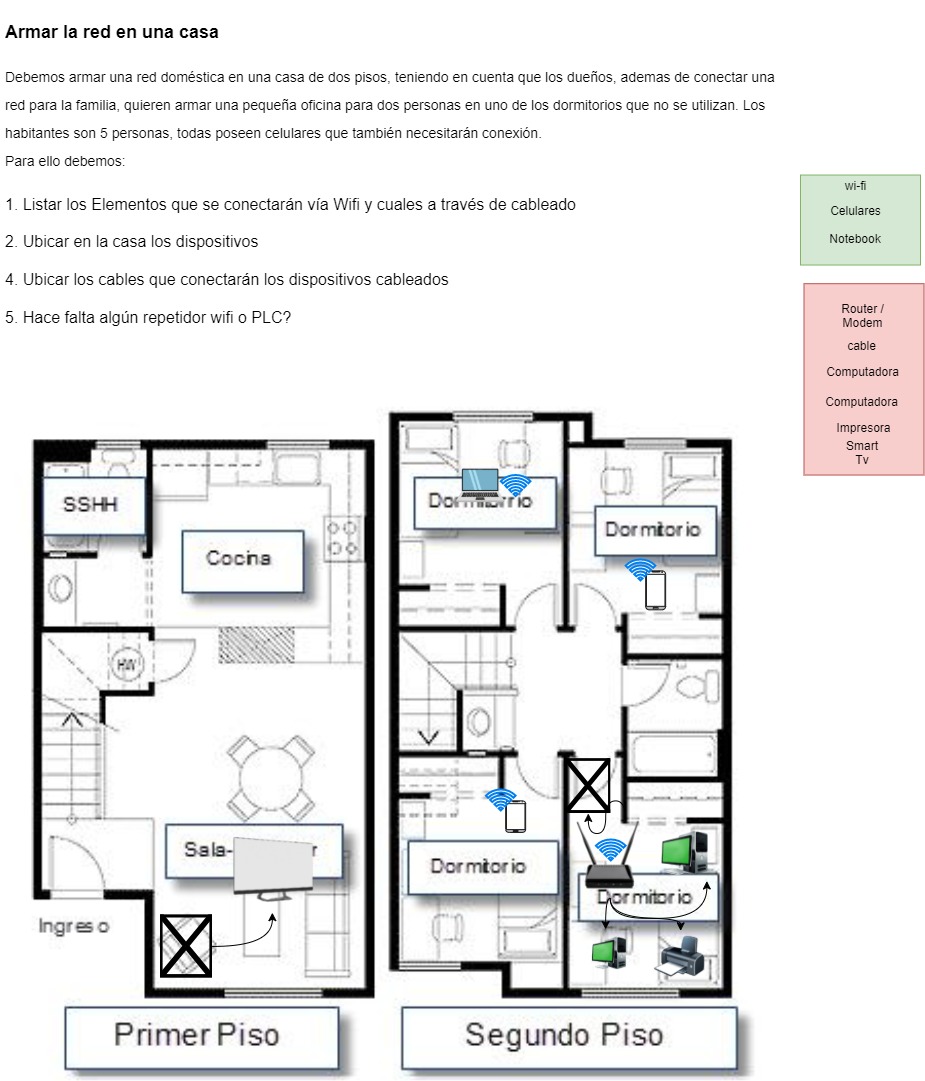 Armar la red en una casa
Debemos armar una red doméstica en una casa de dos pisos, teniendo en cuenta que los dueños, ademas de conectar una
red para la familia, quieren armar una pequeña oficina para dos personas en uno de los dormitorios que no se utilizan. Los
habitantes son 5 personas, todas poseen celulares que también necesitarán conexión.
Para ello debemos:
1. Listar los Elementos que se conectarán vía Wifi y cuales a través de cableado
2. Ubicar en la casa los dispositivos
4. Ubicar los cables que conectarán los dispositivos cableados
5. Hace falta algún repetidor wifi o PLC?
wi-fi
Celulares
Notebook
Router /
Modem
cable
Computadora
Computadora
Impresora
Smart
Tv
SSHH
Cocina
HW
Sala-
Ingreso
Primer Piso
Dormitorio
Dormitorio
Dormitorio
Dormitorio
Segundo Piso